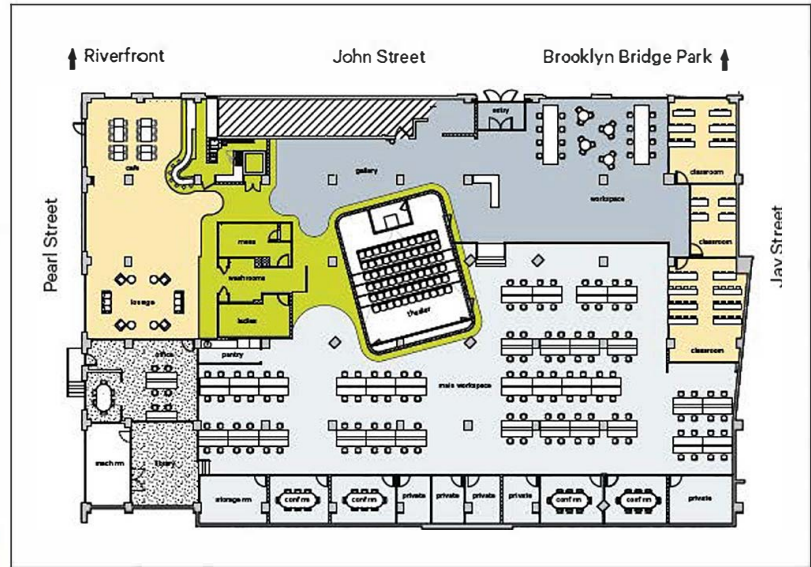 Riverfront
John Street
Brooklyn Bridge Park
entry
cafe
gallery
classroom
workspace
Pearl Street
Jay Street
mens
classroom
washrooms
lounge
ladies
theater
office
pantry
classroom
main workspace
mech rm
library
storage rm
conf rm
conf rm
private
private
private
private
conf rm
conf rm
private